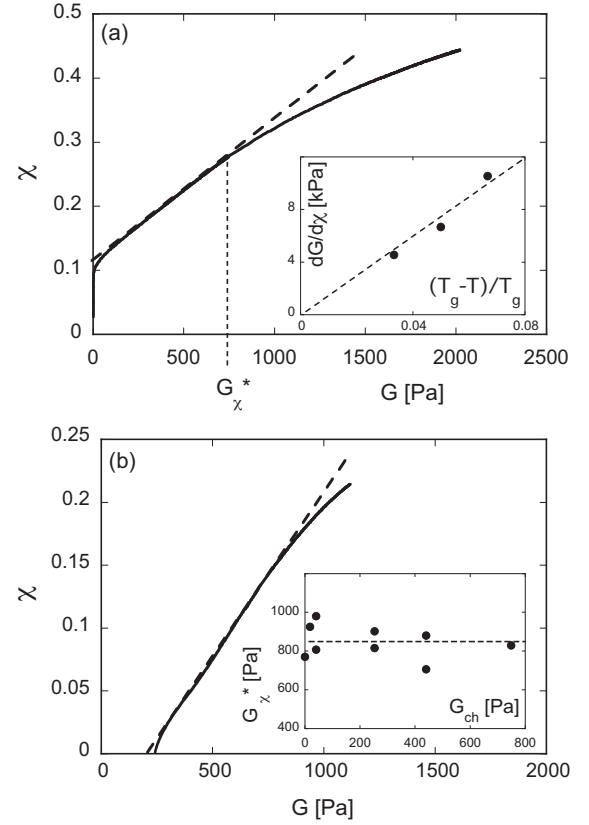 (a)
0.5
0.4
0.3
0.2
0.1
0
χ
0 500 1000 1500 2000 2500
G_χ*
G [Pa]
dG/dχ [kPa]
8
4
0
0 0.04 0.08
(T_g-T)/T_g
(b)
0.25
0.2
0.15
0.1
0.05
0
χ
0 500 1000 1500 2000
G [Pa]
G_χ* [Pa]
1000
800
600
400
0 200 400 600 800
G_ch [Pa]